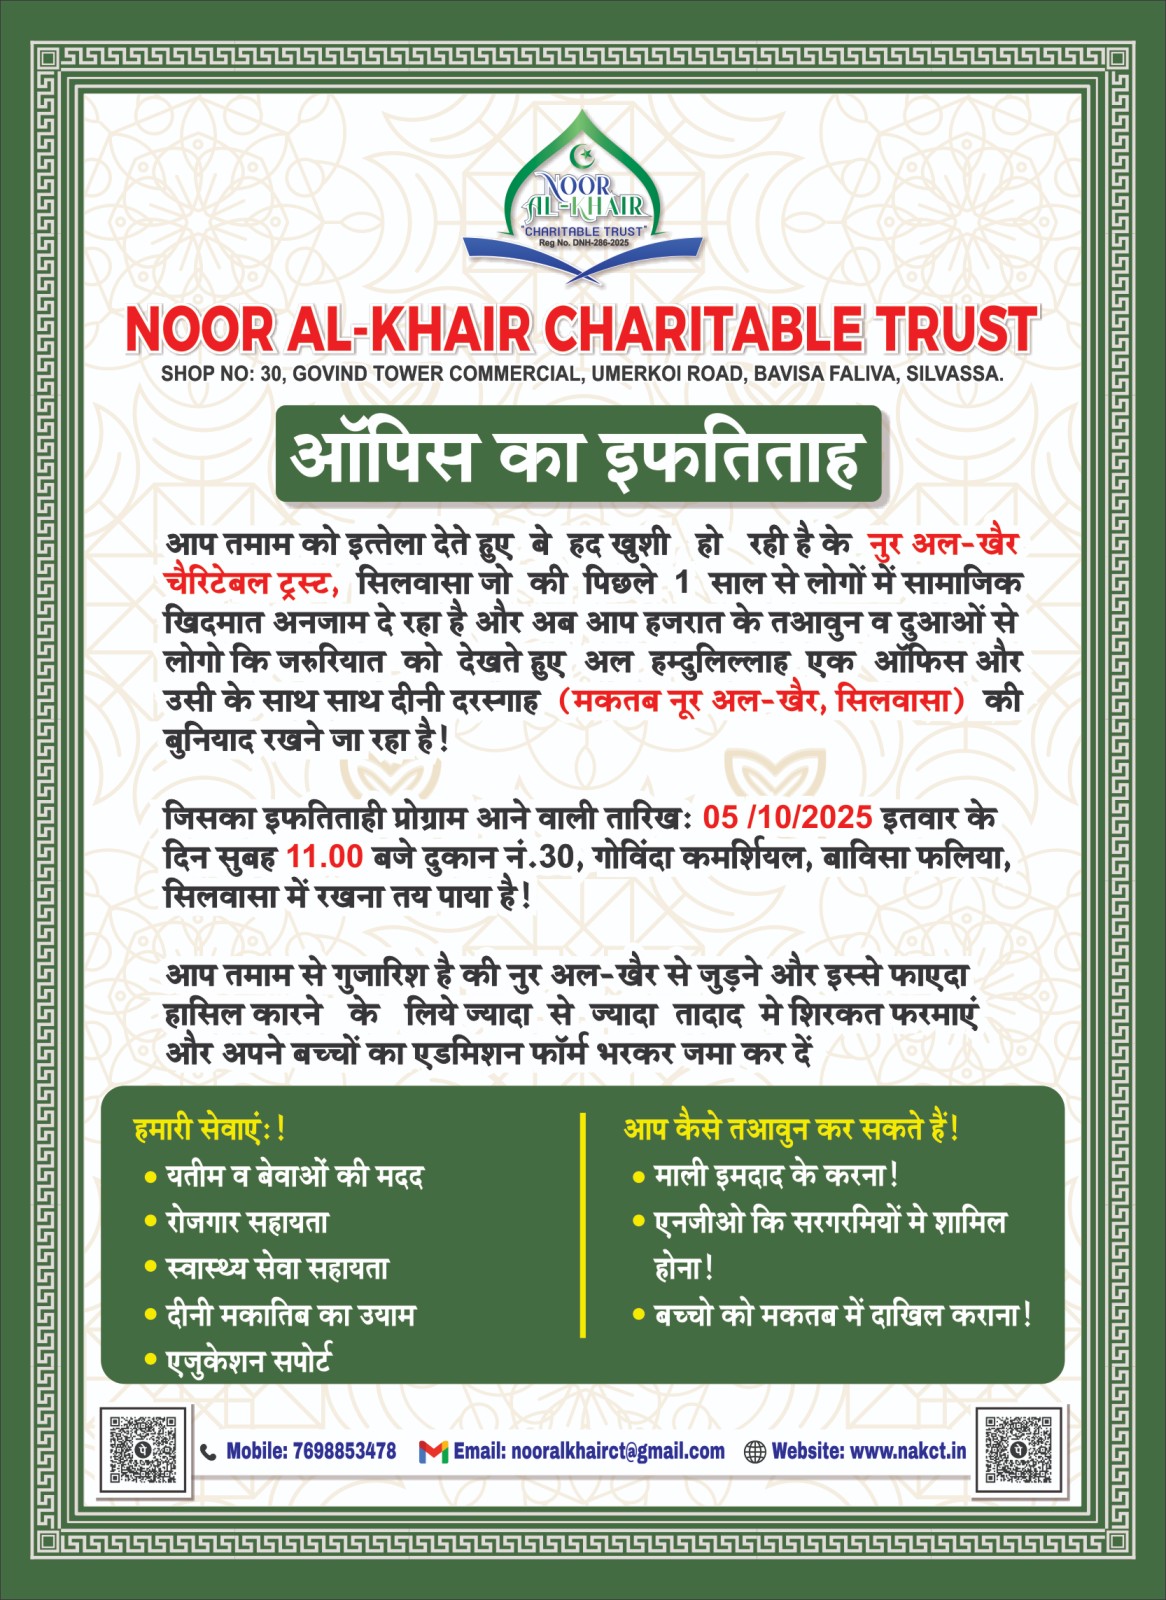 NOOR
AL-KHAIR
"CHARITABLE TRUST"
Reg No. DNH-286-2025
NOOR AL-KHAIR CHARITABLE TRUST
SHOP NO: 30, GOVIND TOWER COMMERCIAL, UMERKOI ROAD, BAVISA FALIVA, SILVASSA.
ऑपिस का इफतिताह
आप तमाम को इत्तेला देते हुए बे हद खुशी हो रही है के नुर अल-खैर
चैरिटेबल ट्रस्ट, सिलवासा जो की पिछले 1 साल से लोगों में सामाजिक
खिदमात अनजाम दे रहा है और अब आप हजरात के तआवुन व दुआओं से
लोगो कि जरुरियात को देखते हुए अल हम्दुलिल्लाह एक ऑफिस और
उसी के साथ साथ दीनी दरस्गाह (मकतब नूर अल-खैर, सिलवासा) की
बुनियाद रखने जा रहा है!
जिसका इफतिताही प्रोग्राम आने वाली तारिखः 05 /10/2025 इतवार के
दिन सुबह 11.00 बजे दुकान नं.30, गोविंदा कमर्शियल, बाविसा फलिया,
सिलवासा में रखना तय पाया है!
आप तमाम से गुजारिश है की नुर अल-खैर से जुड़ने और इस्से फाएदा
हासिल कारने के लिये ज्यादा से ज्यादा तादाद मे शिरकत फरमाएं
और अपने बच्चों का एडमिशन फॉर्म भरकर जमा कर दें
हमारी सेवाएंः!
• यतीम व बेवाओं की मदद
• रोजगार सहायता
• स्वास्थ्य सेवा सहायता
• दीनी मकातिब का उयाम
• एजुकेशन सपोर्ट
आप कैसे तआवुन कर सकते हैं!
• माली इमदाद के करना!
• एनजीओ कि सरगरमियों मे शामिल
होना!
• बच्चो को मकतब में दाखिल कराना!
Mobile: 7698853478 Email: nooralkhairct@gmail.com Website: www.nakct.in